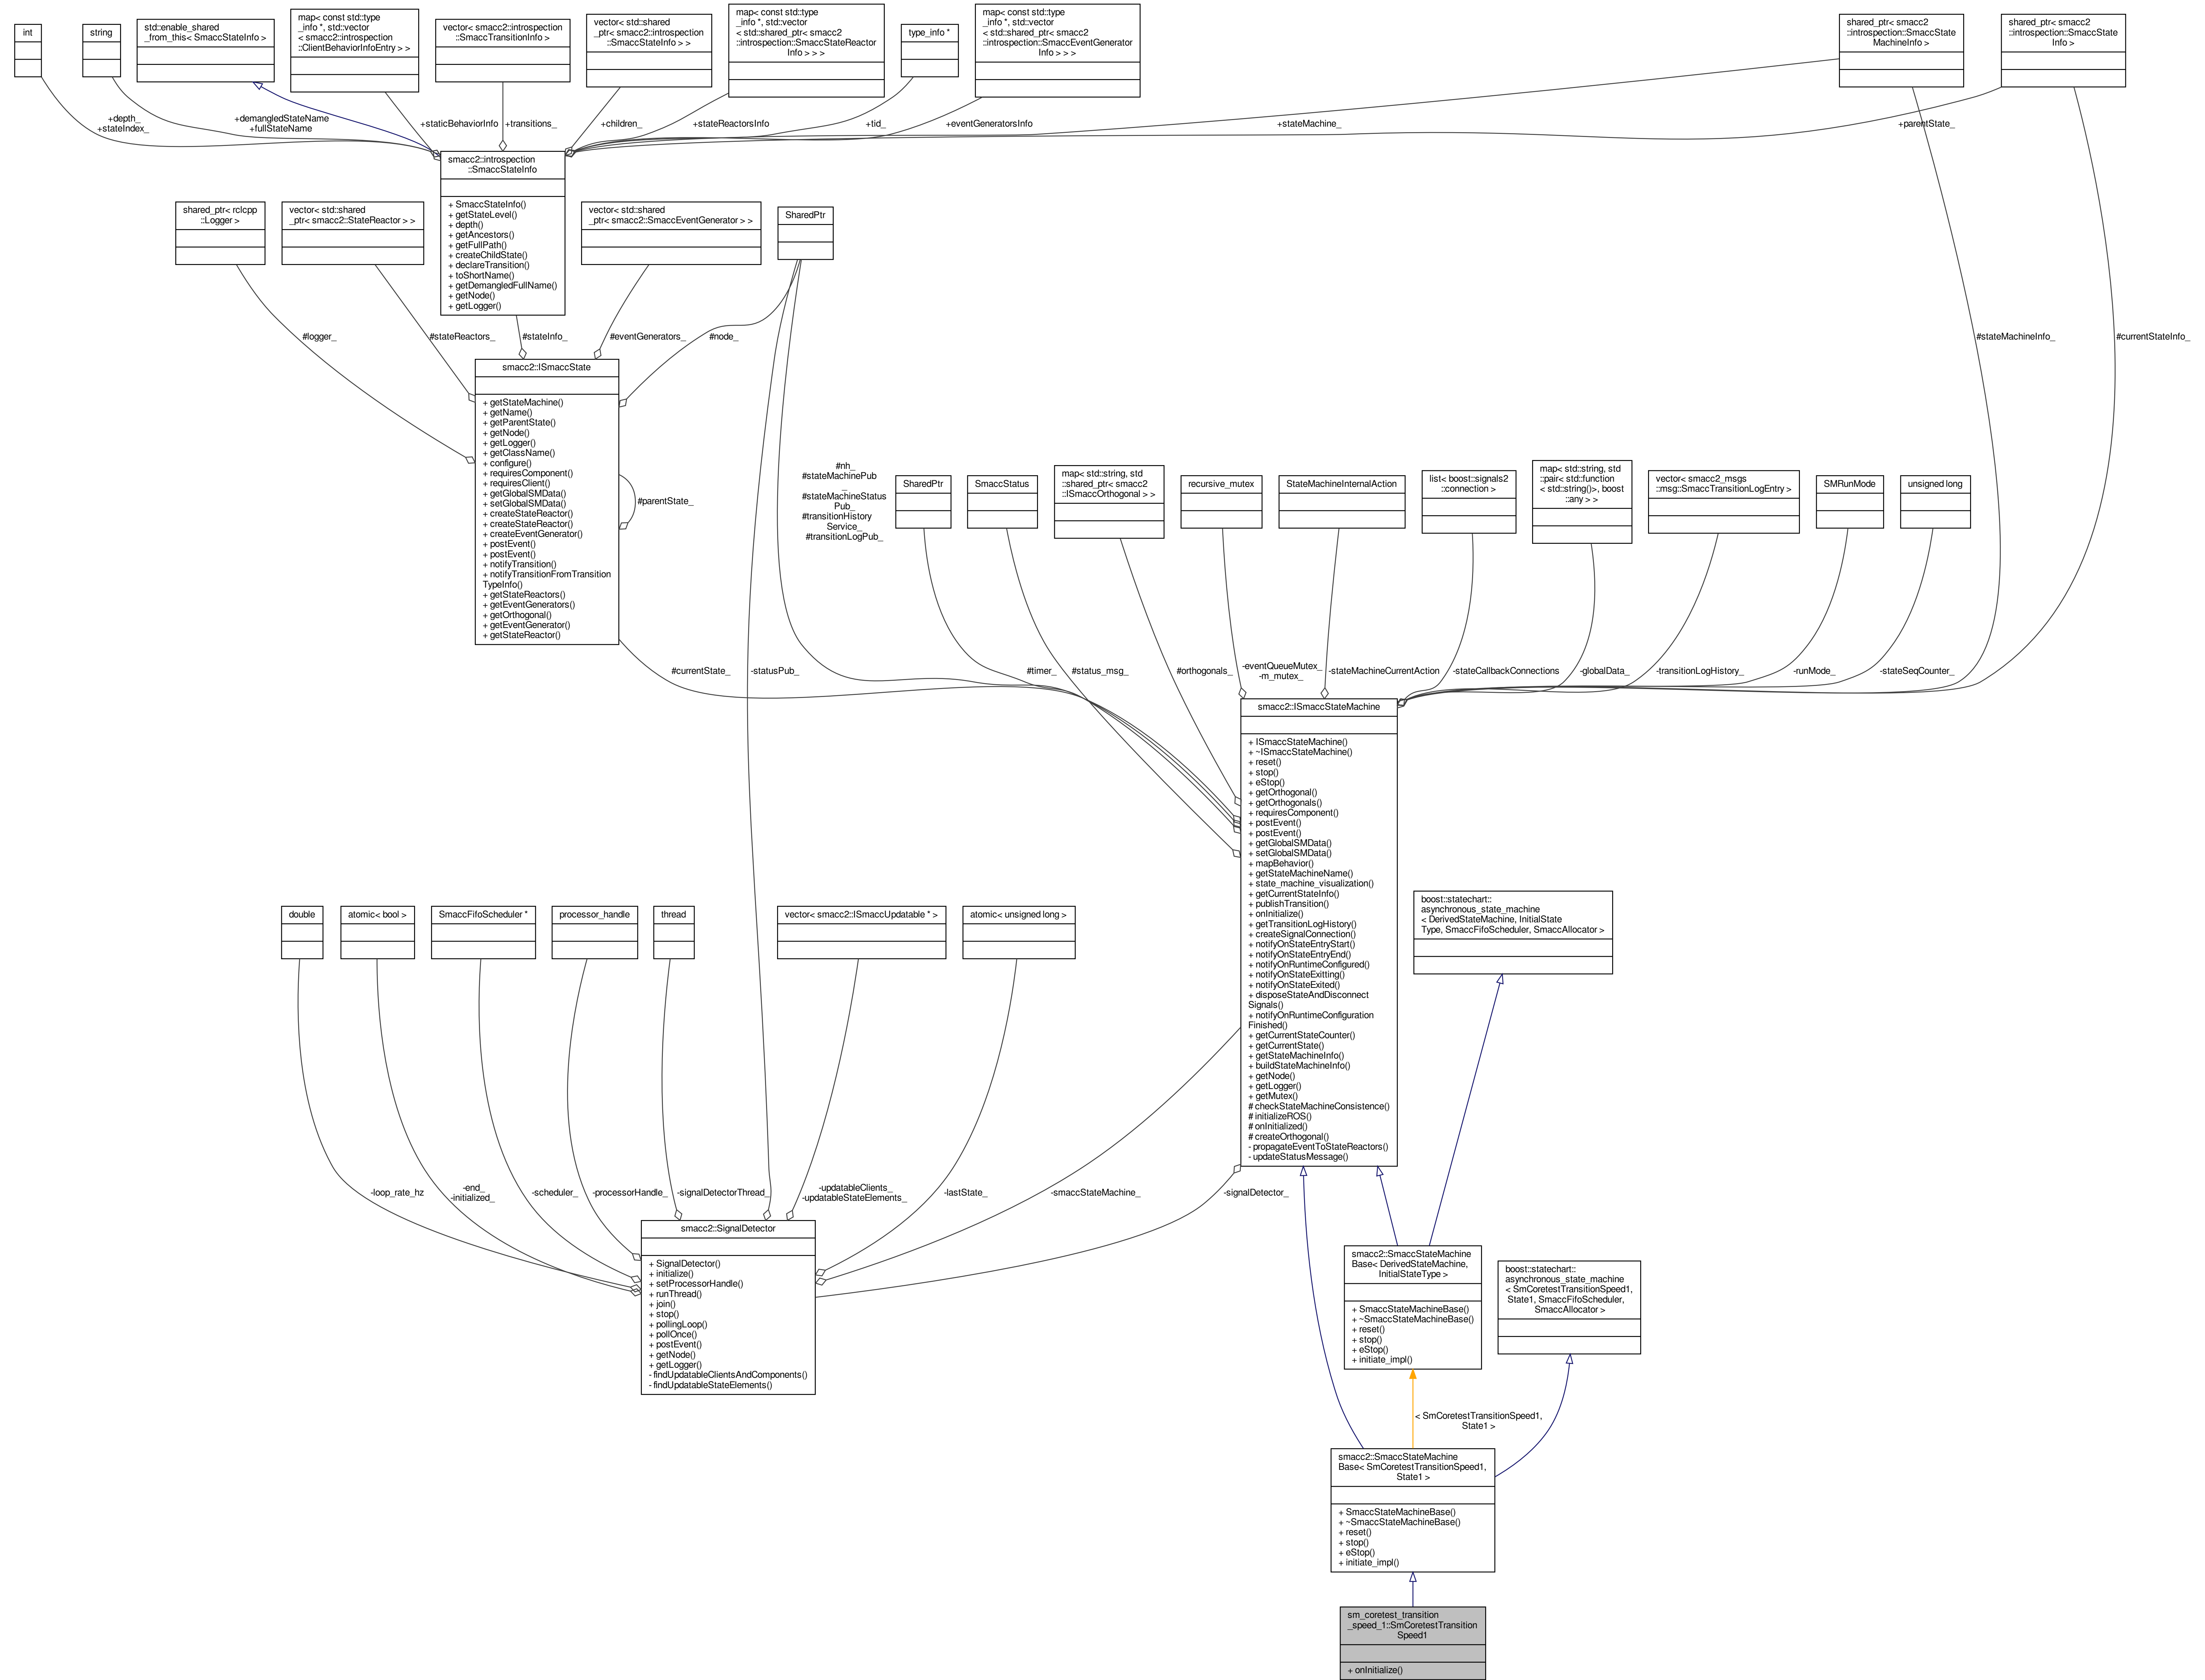 int
string
std::enable_shared
_from_this< SmaccStateInfo >
map< const std::type
_info *, std::vector
< smacc2::introspection
::ClientBehaviorInfoEntry > >
vector< smacc2::introspection
::SmaccTransitionInfo >
vector< std::shared
_ptr< smacc2::introspection
::SmaccStateInfo > >
map< const std::type
_info *, std::vector
< std::shared_ptr< smacc2
::introspection::SmaccStateReactor
Info > > >
type_info *
map< const std::type
_info *, std::vector
< std::shared_ptr< smacc2
::introspection::SmaccEventGenerator
Info > > >
shared_ptr< smacc2
::introspection::SmaccState
MachineInfo >
shared_ptr< smacc2
::introspection::SmaccState
Info >
+depth_
+stateIndex_
+demangledStateName
+fullStateName
+staticBehaviorInfo
+transitions_
+children_
+stateReactorsInfo
+tid_
+eventGeneratorsInfo
+stateMachine_
+parentState_
smacc2::introspection
::SmaccStateInfo
+ SmaccStateInfo()
+ getStateLevel()
+ depth()
+ getAncestors()
+ getFullPath()
+ createChildState()
+ declareTransition()
+ toShortName()
+ getDemangledFullName()
+ getNode()
+ getLogger()
shared_ptr< rclcpp
::Logger >
vector< std::shared
_ptr< smacc2::StateReactor > >
vector< std::shared
_ptr< smacc2::SmaccEventGenerator > >
SharedPtr
#logger_
#stateReactors_
#stateInfo_
#eventGenerators_
#node_
#stateMachineInfo_
#currentStateInfo_
smacc2::ISmaccState
+ getStateMachine()
+ getName()
+ getParentState()
+ getNode()
+ getLogger()
+ getClassName()
+ configure()
+ requiresComponent()
+ requiresClient()
+ getGlobalSMData()
+ setGlobalSMData()
+ createStateReactor()
+ createStateReactor()
+ createEventGenerator()
+ postEvent()
+ postEvent()
+ notifyTransition()
+ notifyTransitionFromTransition
TypeInfo()
+ getStateReactors()
+ getEventGenerators()
+ getOrthogonal()
+ getEventGenerator()
+ getStateReactor()
#parentState_
#nh_
#stateMachinePub
_
#stateMachineStatus
Pub_
#transitionHistory
Service_
#transitionLogPub_
SharedPtr
SmaccStatus
map< std::string, std
::shared_ptr< smacc2
::ISmaccOrthogonal > >
recursive_mutex
StateMachineInternalAction
list< boost::signals2
::connection >
map< std::string, std
::pair< std::function
< std::string()>, boost
::any > >
vector< smacc2_msgs
::msg::SmaccTransitionLogEntry >
SMRunMode
unsigned long
#currentState_
-statusPub_
#timer_
#status_msg_
#orthogonals_
-eventQueueMutex_
-m_mutex_
-stateMachineCurrentAction
-stateCallbackConnections
-globalData_
-transitionLogHistory_
-runMode_
-stateSeqCounter_
smacc2::ISmaccStateMachine
+ ISmaccStateMachine()
+ ~ISmaccStateMachine()
+ reset()
+ stop()
+ eStop()
+ getOrthogonal()
+ getOrthogonals()
+ requiresComponent()
+ postEvent()
+ postEvent()
+ getGlobalSMData()
+ setGlobalSMData()
+ mapBehavior()
+ getStateMachineName()
+ state_machine_visualization()
+ getCurrentStateInfo()
+ publishTransition()
+ onInitialize()
+ getTransitionLogHistory()
+ createSignalConnection()
+ notifyOnStateEntryStart()
+ notifyOnStateEntryEnd()
+ notifyOnRuntimeConfigured()
+ notifyOnStateExitting()
+ notifyOnStateExited()
+ disposeStateAndDisconnect
Signals()
+ notifyOnRuntimeConfiguration
Finished()
+ getCurrentStateCounter()
+ getCurrentState()
+ getStateMachineInfo()
+ buildStateMachineInfo()
+ getNode()
+ getLogger()
+ getMutex()
# checkStateMachineConsistence()
# initializeROS()
# onInitialized()
# createOrthogonal()
- propagateEventToStateReactors()
- updateStatusMessage()
double
atomic< bool >
SmaccFifoScheduler *
processor_handle
thread
vector< smacc2::ISmaccUpdatable * >
atomic< unsigned long >
boost::statechart::
asynchronous_state_machine
< DerivedStateMachine, InitialState
Type, SmaccFifoScheduler, SmaccAllocator >
-loop_rate_hz
-end_
-initialized_
-scheduler_
-processorHandle_
-signalDetectorThread_
-updatableClients_
-updatableStateElements_
-lastState_
-smaccStateMachine_
-signalDetector_
smacc2::SignalDetector
+ SignalDetector()
+ initialize()
+ setProcessorHandle()
+ runThread()
+ join()
+ stop()
+ pollingLoop()
+ pollOnce()
+ postEvent()
+ getNode()
+ getLogger()
- findUpdatableClientsAndComponents()
- findUpdatableStateElements()
smacc2::SmaccStateMachine
Base< DerivedStateMachine,
InitialStateType >
+ SmaccStateMachineBase()
+ ~SmaccStateMachineBase()
+ reset()
+ stop()
+ eStop()
+ initiate_impl()
boost::statechart::
asynchronous_state_machine
< SmCoretestTransitionSpeed1,
State1, SmaccFifoScheduler,
SmaccAllocator >
< SmCoretestTransitionSpeed1,
State1 >
smacc2::SmaccStateMachine
Base< SmCoretestTransitionSpeed1,
State1 >
+ SmaccStateMachineBase()
+ ~SmaccStateMachineBase()
+ reset()
+ stop()
+ eStop()
+ initiate_impl()
sm_coretest_transition
_speed_1::SmCoretestTransition
Speed1
+ onInitialize()